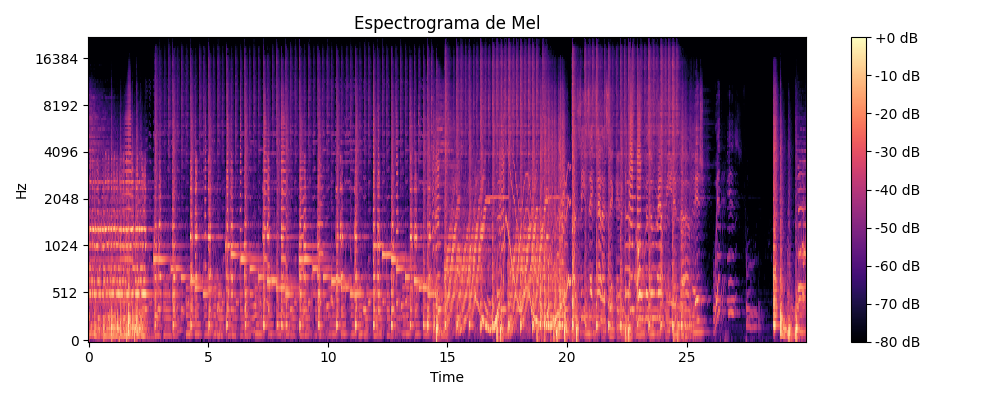 Espectrograma de Mel
16384
8192
4096
2048
1024
512
0
Hz
0 5 10 15 20 25
Time
+0 dB
-10 dB
-20 dB
-30 dB
-40 dB
-50 dB
-60 dB
-70 dB
-80 dB